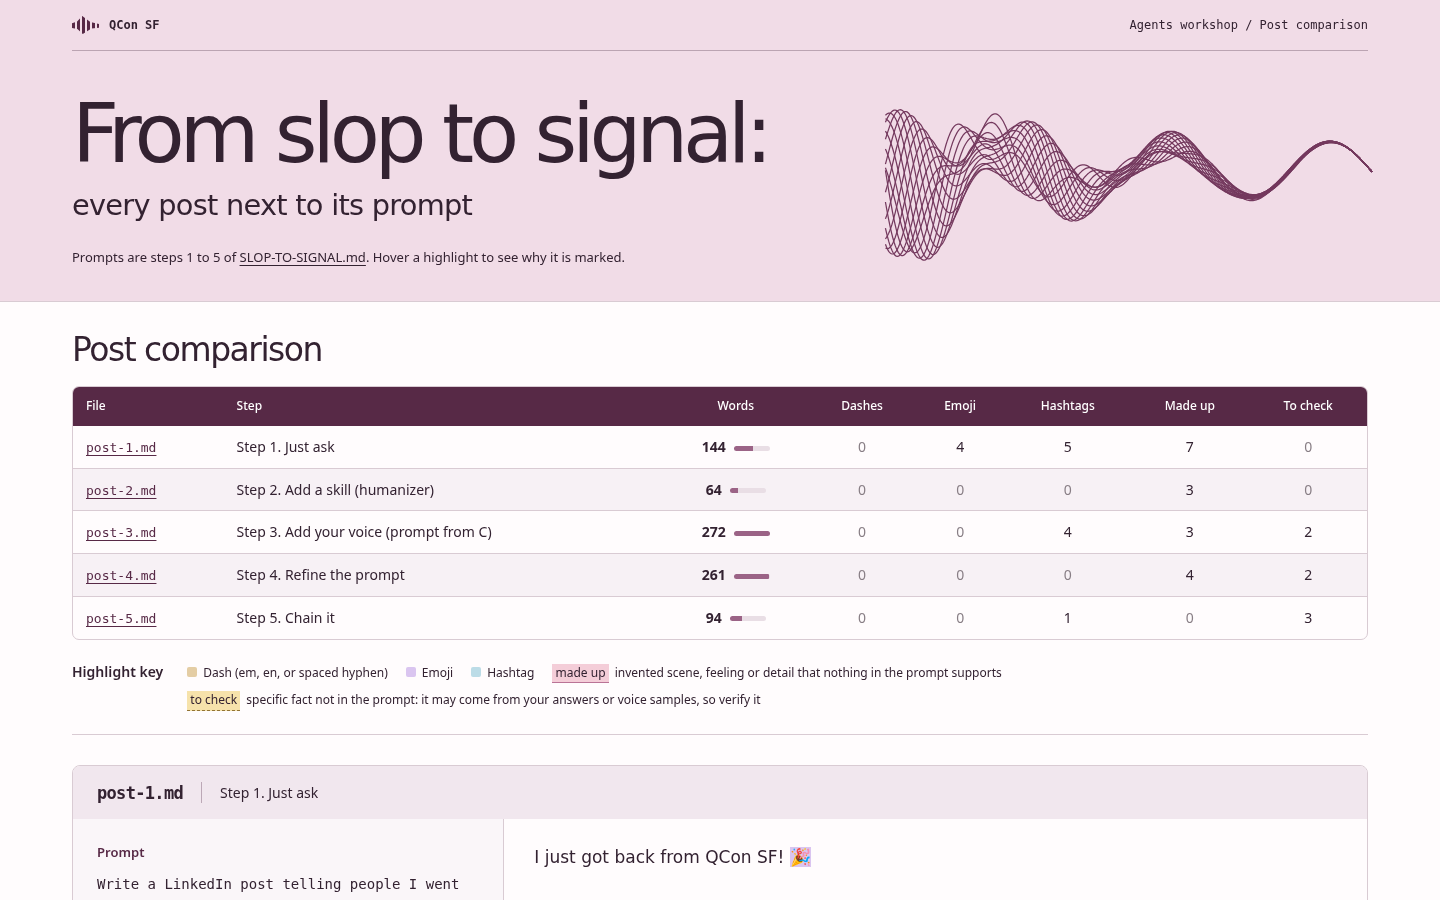 QCon SF
Agents workshop / Post comparison
From slop to signal:
every post next to its prompt
Prompts are steps 1 to 5 of SLOP-TO-SIGNAL.md. Hover a highlight to see why it is marked.
Post comparison
File Step Words Dashes Emoji Hashtags Made up To check
post-1.md Step 1. Just ask 144 0 4 5 7 0
post-2.md Step 2. Add a skill (humanizer) 64 0 0 0 3 0
post-3.md Step 3. Add your voice (prompt from C) 272 0 0 4 3 2
post-4.md Step 4. Refine the prompt 261 0 0 0 4 2
post-5.md Step 5. Chain it 94 0 0 1 0 3
Highlight key Dash (em, en, or spaced hyphen) Emoji Hashtag made up invented scene, feeling or detail that nothing in the prompt supports
to check specific fact not in the prompt: it may come from your answers or voice samples, so verify it
post-1.md Step 1. Just ask
Prompt
I just got back from QCon SF! 🎉
Write a LinkedIn post telling people I went